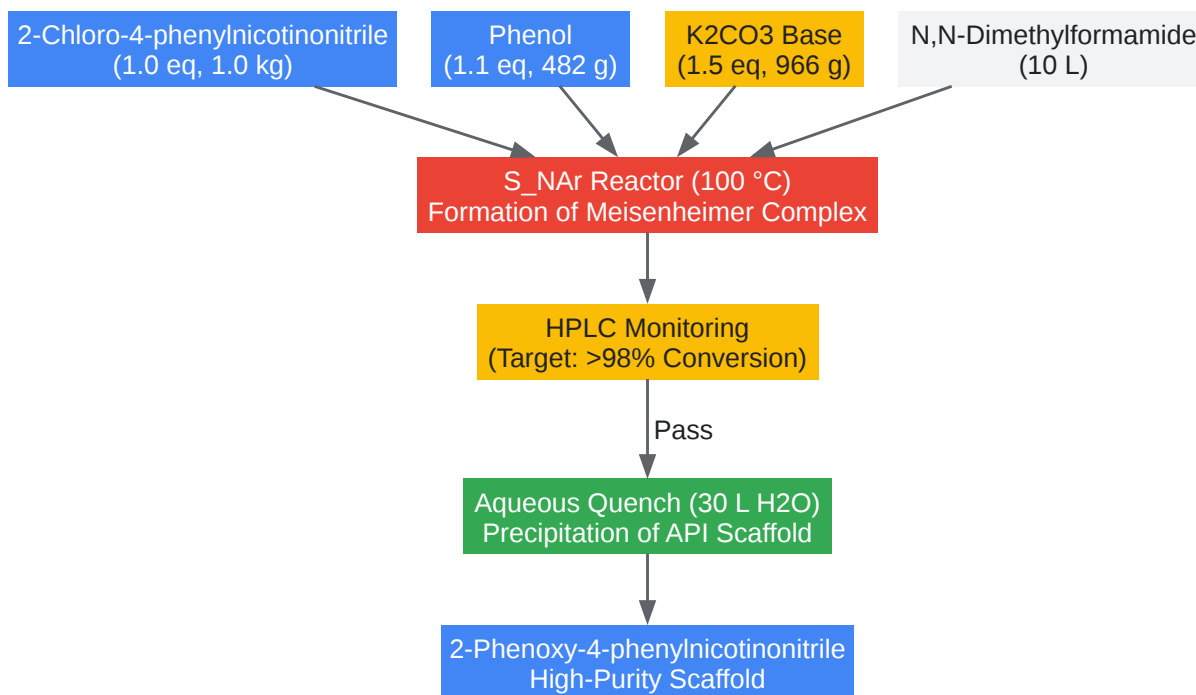 2-Chloro-4-phenylnicotinonitrile
(1.0 eq, 1.0 kg)
Phenol
(1.1 eq, 482 g)
K2CO3 Base
(1.5 eq, 966 g)
N,N-Dimethylformamide
(10 L)
S_NAr Reactor (100 °C)
Formation of Meisenheimer Complex
HPLC Monitoring
(Target: >98% Conversion)
Pass
Aqueous Quench (30 L H2O)
Precipitation of API Scaffold
2-Phenoxy-4-phenylnicotinonitrile
High-Purity Scaffold